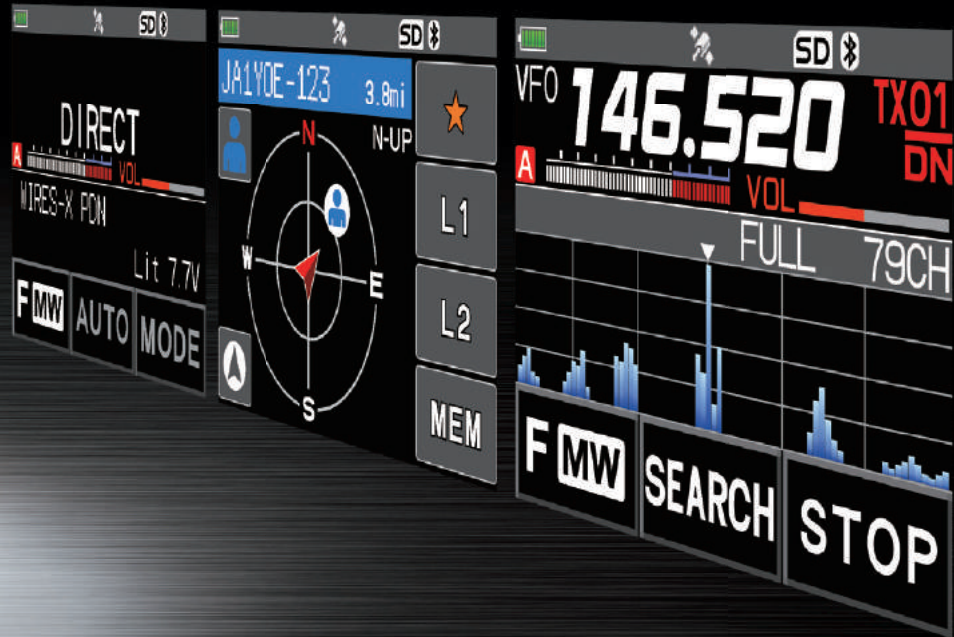 SD
DIRECT
A
VOL
WIRES-X PDN
Lit 7.7V
F MW
AUTO
MODE
SD
JA1YOE-123 3.8mi
N-UP
N
W
E
S
L1
L2
MEM
SD
VFO
146.520
TX01
DN
A
VOL
FULL
79CH
F MW
SEARCH
STOP